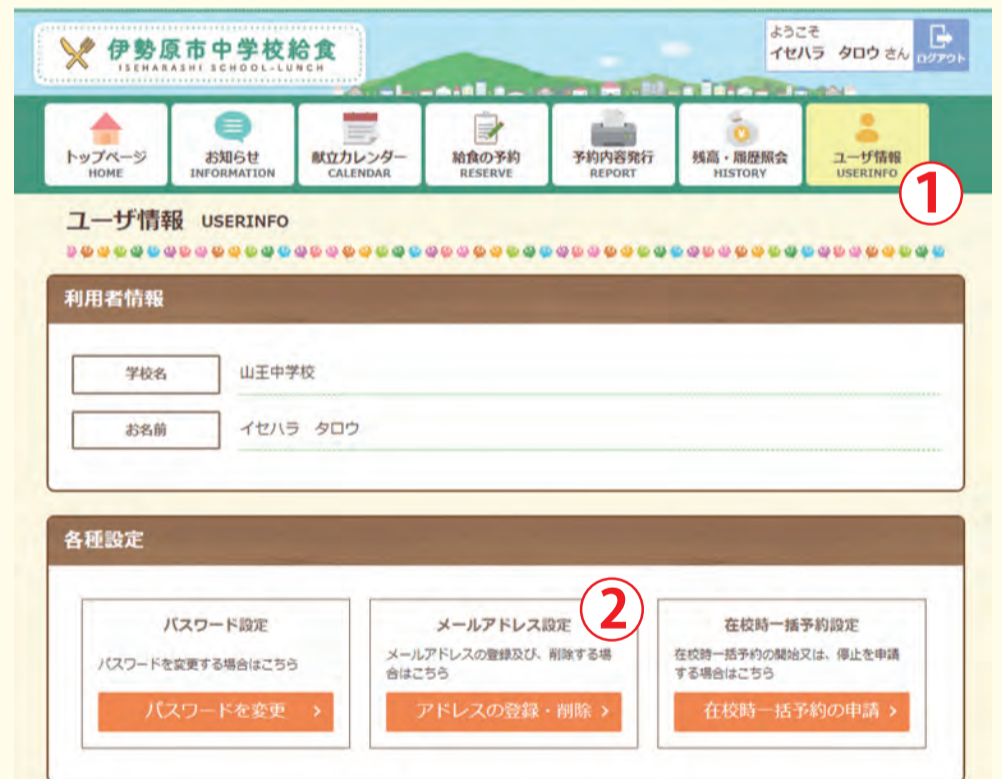 伊勢原市中学校給食
ISEHARASHI SCHOOL-LUNCH
ようこそ
イセハラ タロウ さん
ログアウト
トップページ
HOME
お知らせ
INFORMATION
献立カレンダー
CALENDAR
給食の予約
RESERVE
予約内容発行
REPORT
残高・履歴照会
HISTORY
ユーザ情報
USERINFO
①
ユーザ情報 USERINFO
利用者情報
学校名 山王中学校
お名前 イセハラ タロウ
各種設定
パスワード設定
パスワードを変更する場合はこちら
パスワードを変更 >
②
メールアドレス設定
メールアドレスの登録及び、削除する場
合はこちら
アドレスの登録・削除 >
在校時一括予約設定
在校時一括予約の開始又は、停止を申請
する場合はこちら
在校時一括予約の申請 >